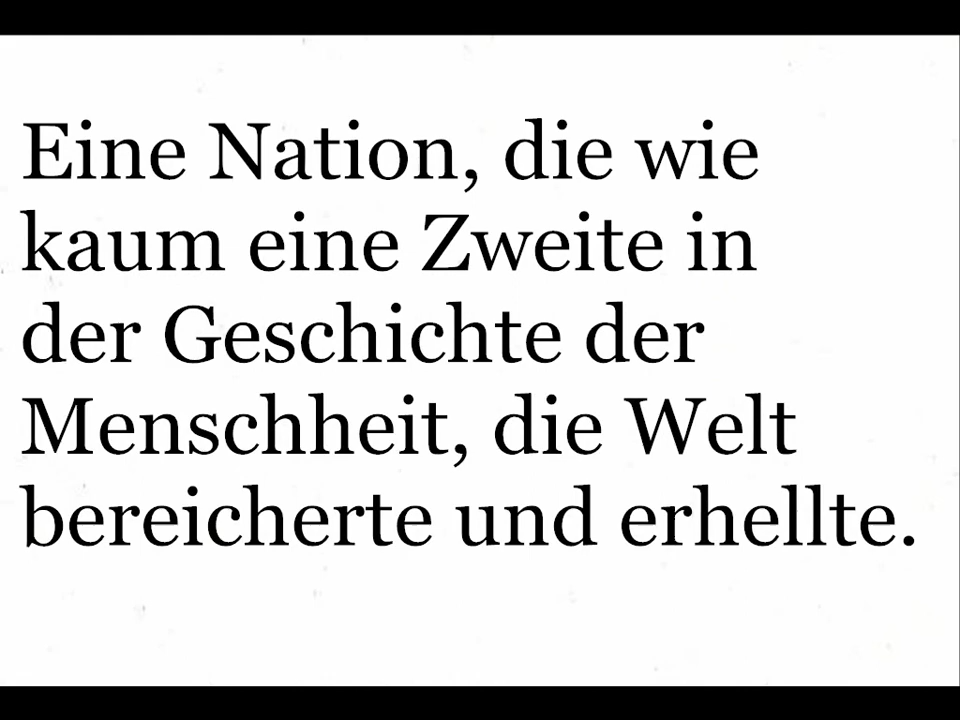 Eine Nation, die wie
kaum eine Zweite in
der Geschichte der
Menschheit, die Welt
bereicherte und erhellte.